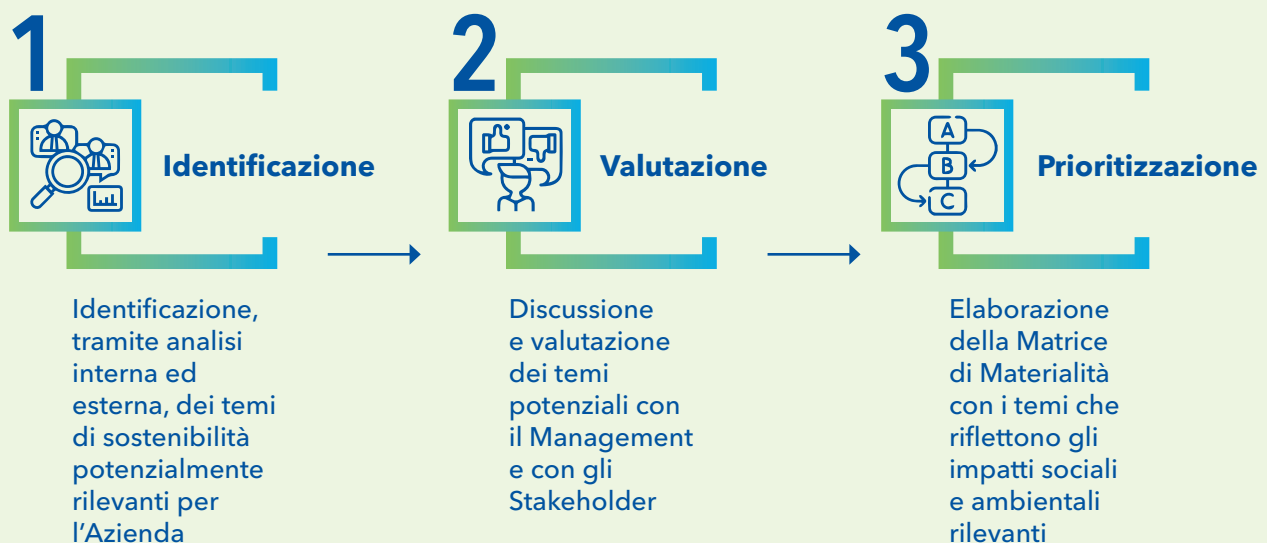 1
Identificazione
Identificazione,
tramite analisi
interna ed
esterna, dei temi
di sostenibilità
potenzialmente
rilevanti per
l'Azienda
2
Valutazione
Discussione
e valutazione
dei temi
potenziali con
il Management
e con gli
Stakeholder
3
A
B
C
Prioritizzazione
Elaborazione
della Matrice
di Materialità
con i temi che
riflettono gli
impatti sociali
e ambientali
rilevanti